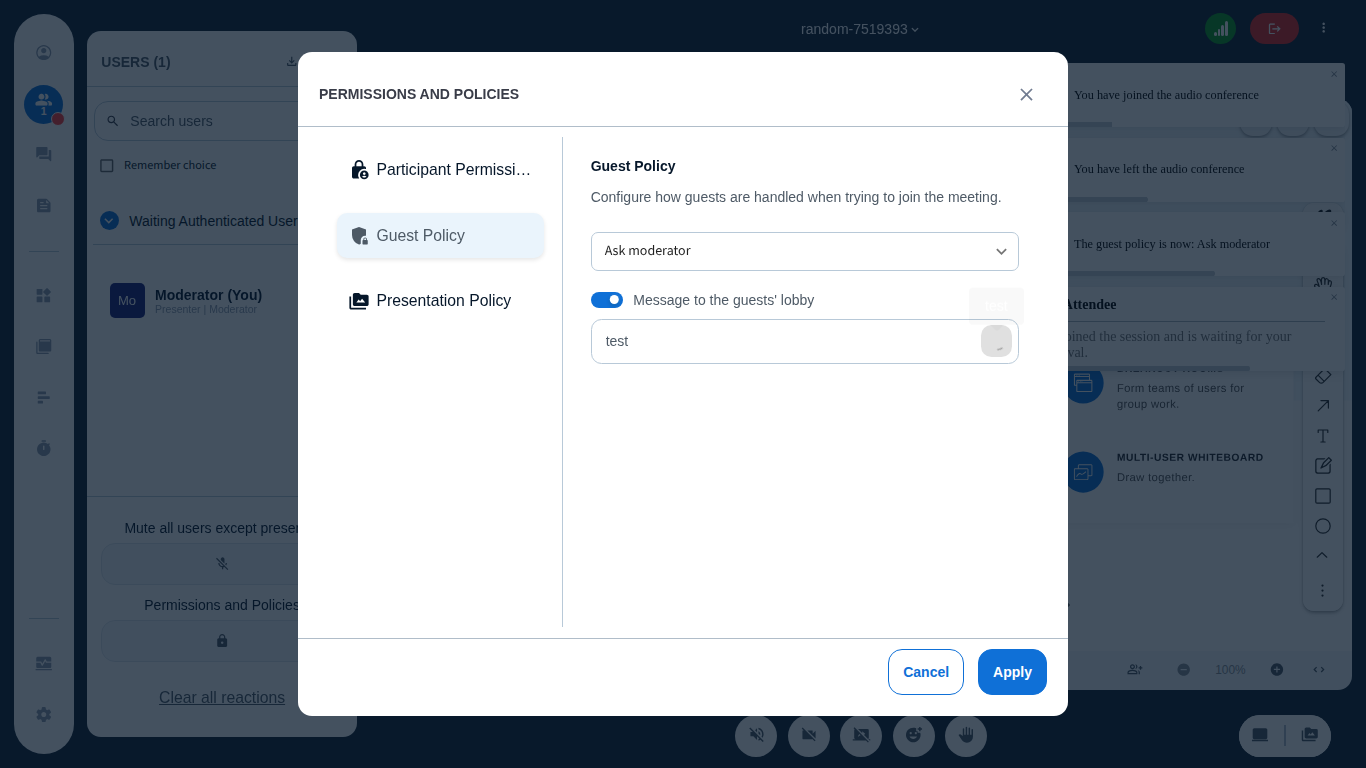 random-7519393
USERS (1)
1
Search users
Remember choice
Waiting Authenticated User
Mo
Moderator (You)
Presenter | Moderator
Mute all users except presen
Permissions and Policies
Clear all reactions
PERMISSIONS AND POLICIES
Participant Permissi...
Guest Policy
Presentation Policy
Guest Policy
Configure how guests are handled when trying to join the meeting.
Ask moderator
Message to the guests' lobby
test
Cancel
Apply
You have joined the audio conference
You have left the audio conference
The guest policy is now: Ask moderator
Attendee
oined the session and is waiting for your
val.
Form teams of users for
group work.
MULTI-USER WHITEBOARD
Draw together.
100%